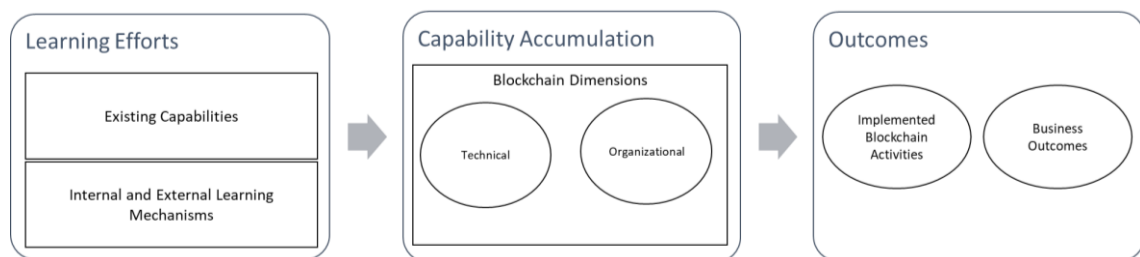 Learning Efforts
Existing Capabilities
Internal and External Learning
Mechanisms
Capability Accumulation
Blockchain Dimensions
Technical
Organizational
Outcomes
Implemented
Blockchain
Activities
Business
Outcomes